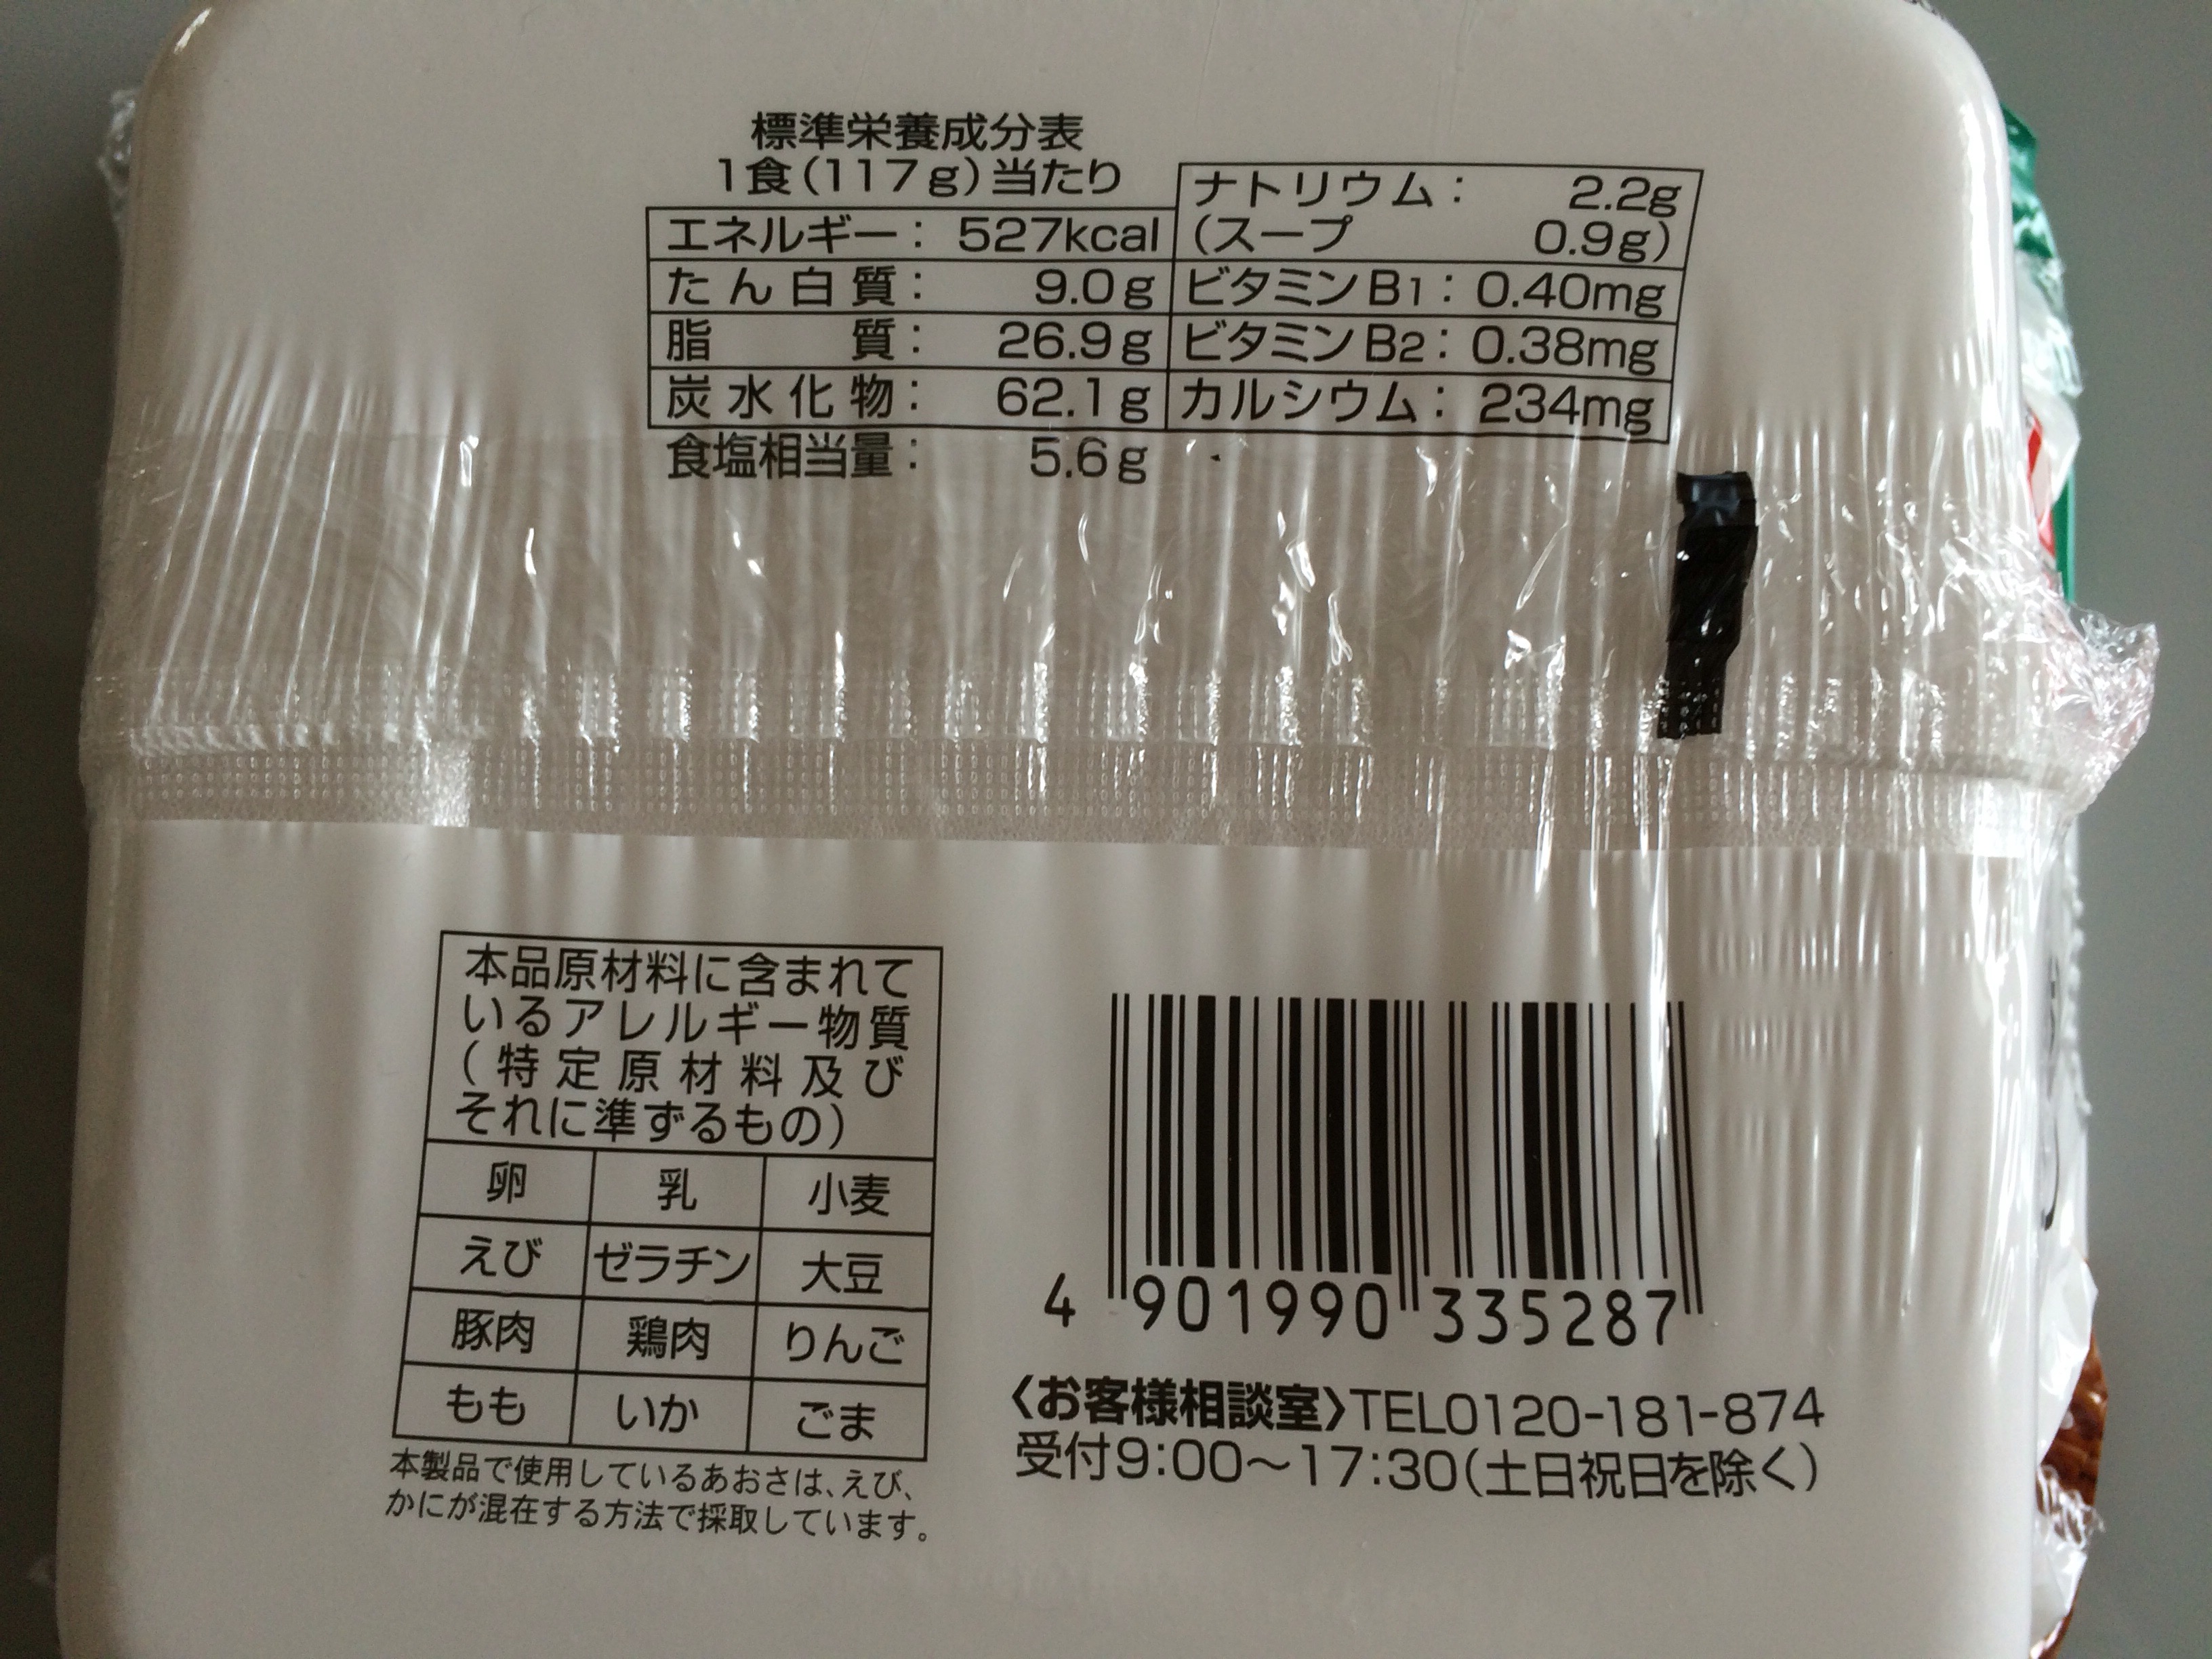 標準栄養成分表
1食(117g)当たり
エネルギー: 527kcal
たん白質: 9.0g
脂質: 26.9g
炭水化物: 62.1g
食塩相当量: 5.6g
ナトリウム: 2.2g
(スープ 0.9g)
ビタミンB1: 0.40mg
ビタミンB2: 0.38mg
カルシウム: 234mg
本品原材料に含まれて
いるアレルギー物質
(特定原材料及び
それに準ずるもの)
卵 乳 小麦
えび ゼラチン 大豆
豚肉 鶏肉 りんご
もも いか ごま
本製品で使用しているあおさは、えび、
かにが混在する方法で採取しています。
4 901990 335287
〈お客様相談室〉TEL0120-181-874
受付9:00～17:30(土日祝日を除く)